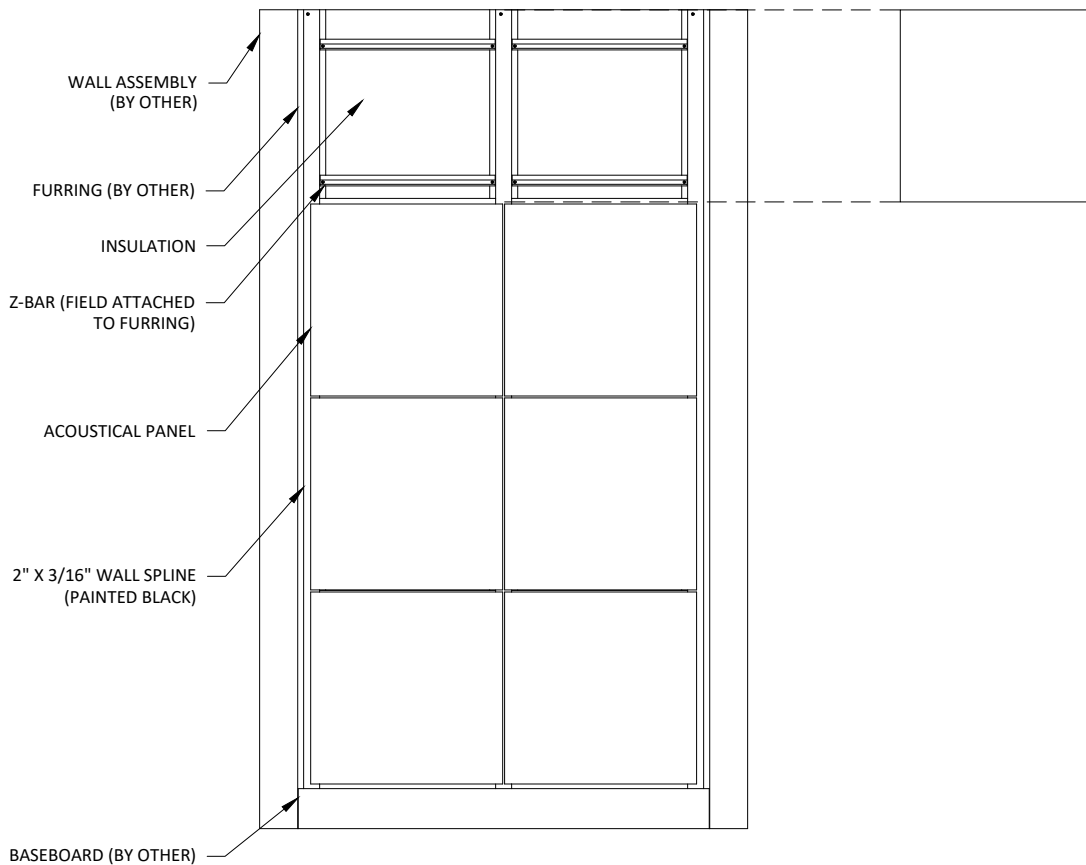 WALL ASSEMBLY
(BY OTHER)
FURRING (BY OTHER)
INSULATION
Z-BAR (FIELD ATTACHED
TO FURRING)
ACOUSTICAL PANEL
2" X 3/16" WALL SPLINE
(PAINTED BLACK)
BASEBOARD (BY OTHER)